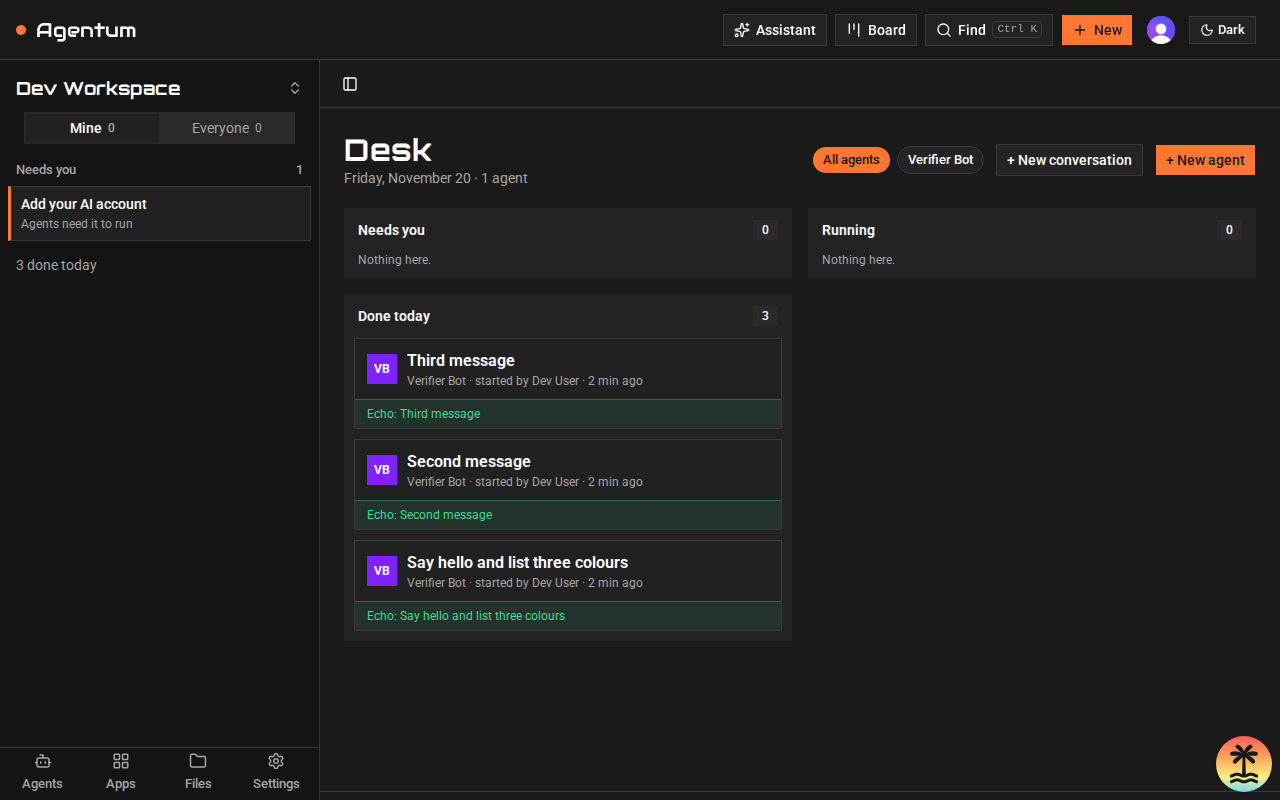 Agentum
Assistant
Board
Find Ctrl K
+ New
Dark
Dev Workspace
Mine 0
Everyone 0
Needs you 1
Add your AI account
Agents need it to run
3 done today
Agents
Apps
Files
Settings
Desk
Friday, November 20 · 1 agent
All agents
Verifier Bot
+ New conversation
+ New agent
Needs you 0
Nothing here.
Running 0
Nothing here.
Done today 3
VB
Third message
Verifier Bot · started by Dev User · 2 min ago
Echo: Third message
VB
Second message
Verifier Bot · started by Dev User · 2 min ago
Echo: Second message
VB
Say hello and list three colours
Verifier Bot · started by Dev User · 2 min ago
Echo: Say hello and list three colours